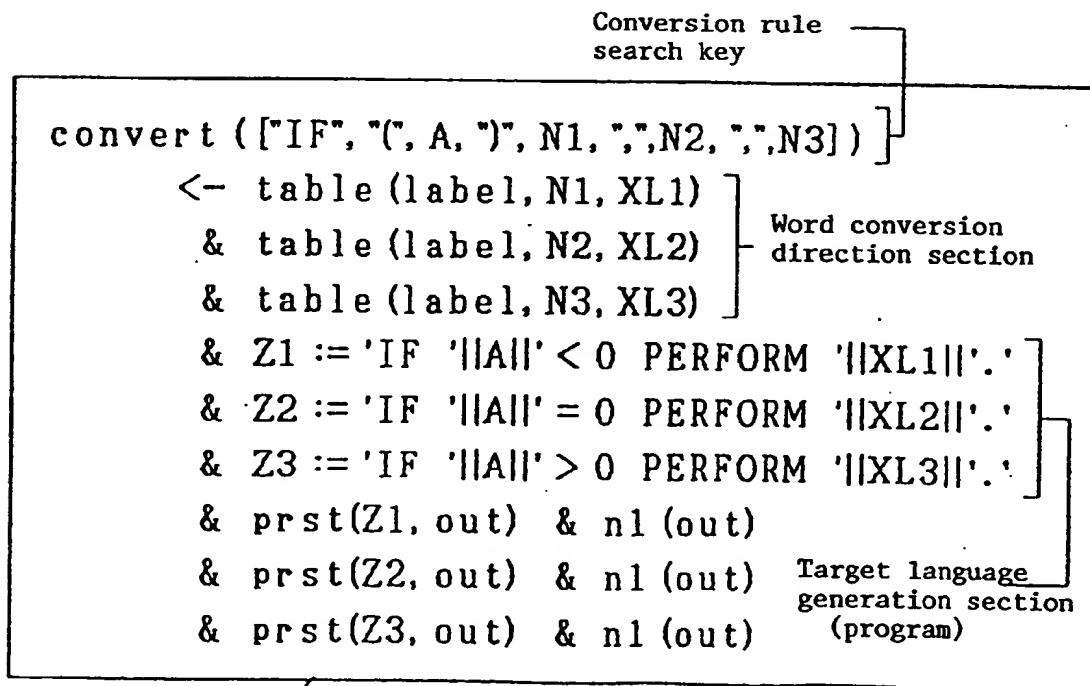 Conversion rule
search key
convert (["IF", "(", A, ")", N1, ",",N2, ",",N3] )
<- table (label, N1, XL1)
& table (label, N2, XL2)
& table (label, N3, XL3)
Word conversion
direction section
& Z1 := 'IF '||A||' < 0 PERFORM '||XL1||'.'
& Z2 := 'IF '||A||' = 0 PERFORM '||XL2||'.'
& Z3 := 'IF '||A||' > 0 PERFORM '||XL3||'.'
& prst(Z1, out) & nl (out)
& prst(Z2, out) & nl (out)
& prst(Z3, out) & nl (out)
Target language
generation section
(program)